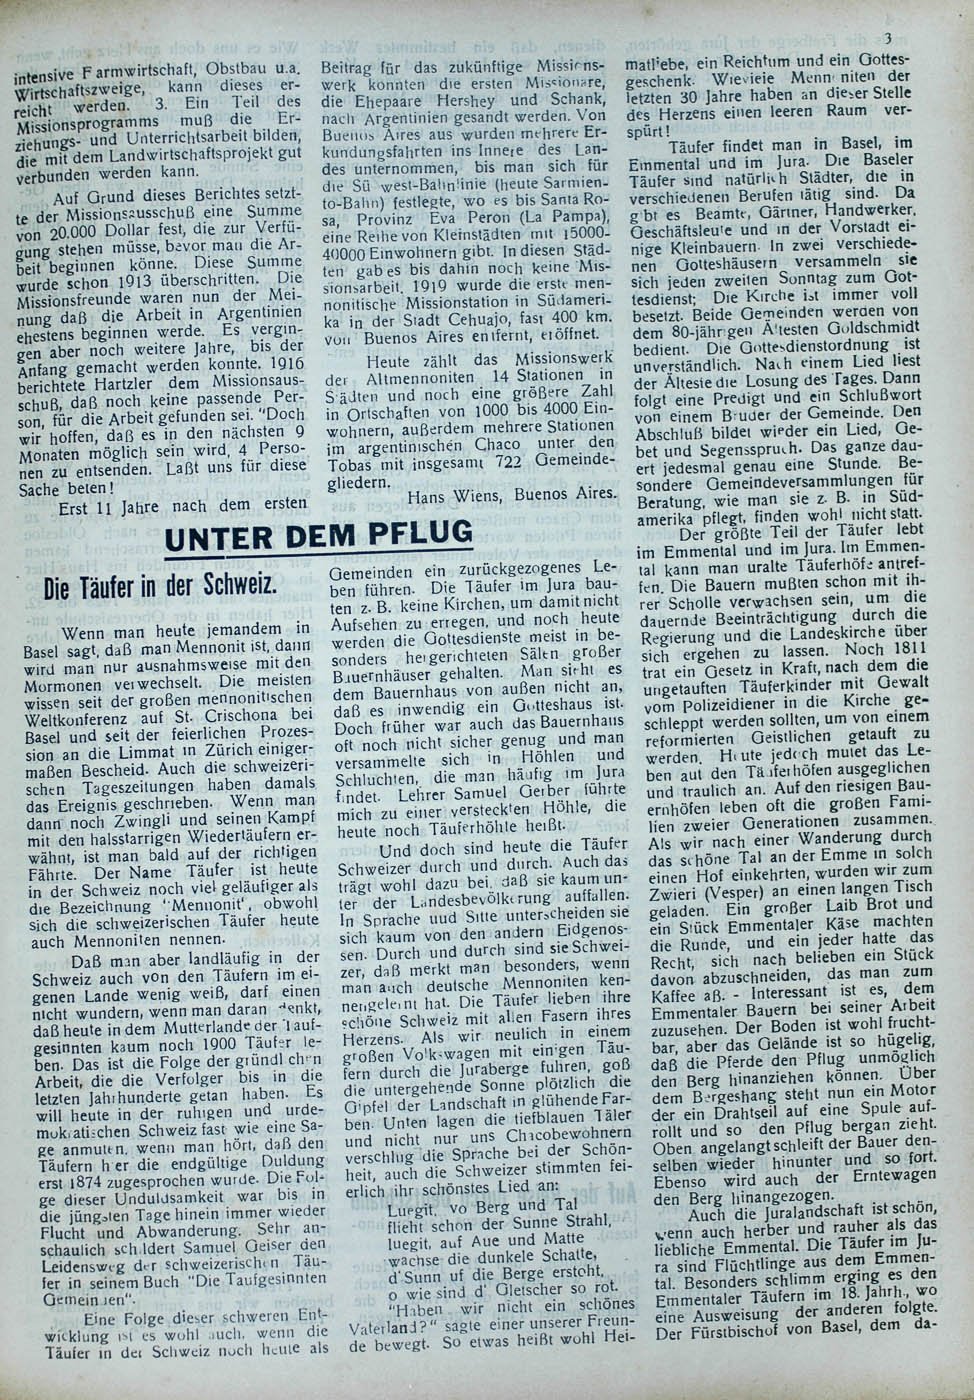 3
intensive Farmwirtschaft, Obstbau u.a.
Wirtschaftszweige, kann dieses er-
reicht werden. 3. Ein Teil des
Missionsprogramms muß die Er-
ziehungs- und Unterrichtsarbeit bilden,
die mit dem Landwirtschaftsprojekt gut
verbunden werden kann.
Auf Grund dieses Berichtes setzt-
te der Missionsausschuß eine Summe
von 20.000 Dollar fest, die zur Verfü-
gung stehen müsse, bevor man die Ar-
beit beginnen könne. Diese Summe
wurde schon 1913 überschritten. Die
Missionsfreunde waren nun der Mei-
nung daß die Arbeit in Argentinien
ehestens beginnen werde. Es vergin-
gen aber noch weitere Jahre, bis der
Anfang gemacht werden konnte. 1916
berichtete Hartzler dem Missionsaus-
schuß, daß noch keine passende Per-
son, für die Arbeit gefunden sei. "Doch
wir hoffen, daß es in den nächsten 9
Monaten möglich sein wird, 4 Perso-
nen zu entsenden. Laßt uns für diese
Sache beten!
Erst 11 Jahre nach dem ersten
Beitrag für das zukünftige Missions-
werk konnten die ersten Missionare,
die Ehepaare Hershey und Schank,
nach Argentinien gesandt werden. Von
Buenos Aires aus wurden mehrere Er-
kundungsfahrten ins Innere des Lan-
des unternommen, bis man sich für
die Sü west-Bahnlinie (heute Sarmien-
to-Bahn) festlegte, wo es bis Santa Ro-
sa, Provinz Eva Peron (La Pampa),
eine Reihe von Kleinstädten mit 15000-
40000 Einwohnern gibt. In diesen Städ-
ten gab es bis dahin noch keine Mis-
sionsarbeit. 1919 wurde die erste men-
nonitische Missionstation in Südameri-
ka in der Stadt Cehuajo, fast 400 km.
von Buenos Aires entfernt, eröffnet.
Heute zählt das Missionswerk
der Altmennoniten 14 Stationen in
Städten und noch eine größere Zahl
in Ortschaften von 1000 bis 4000 Ein-
wohnern, außerdem mehrere Stationen
im argentinischen Chaco unter den
Tobas mit insgesamt 722 Gemeinde-
gliedern.
Hans Wiens, Buenos Aires.
UNTER DEM PFLUG
Die Täufer in der Schweiz.
Wenn man heute jemandem in
Basel sagt, daß man Mennonit ist, dann
wird man nur ausnahmsweise mit den
Mormonen verwechselt. Die meisten
wissen seit der großen mennonitischen
Weltkonferenz auf St. Crischona bei
Basel und seit der feierlichen Prozes-
sion an die Limmat in Zürich einiger-
maßen Bescheid. Auch die schweizeri-
schen Tageszeitungen haben damals
das Ereignis geschrieben. Wenn man
dann noch Zwingli und seinen Kampf
mit den halsstarrigen Wiedertäufern er-
wähnt, ist man bald auf der richtigen
Fährte. Der Name Täufer ist heute
in der Schweiz noch viel geläufiger als
die Bezeichnung "Mennonit', obwohl
sich die schweizerischen Täufer heute
auch Mennoniten nennen.
Daß man aber landläufig in der
Schweiz auch von den Täufern im ei-
genen Lande wenig weiß, darf einen
nicht wundern, wenn man daran denkt,
daß heute in dem Mutterlande der Tauf-
gesinnten kaum noch 1900 Täufer le-
ben. Das ist die Folge der gründlichen
Arbeit, die die Verfolger bis in die
letzten Jahrhunderte getan haben. Es
will heute in der ruhigen und urde-
mokratischen Schweiz fast wie eine Sa-
ge anmuten, wenn man hört, daß den
Täufern hier die endgültige Duldung
erst 1874 zugesprochen wurde. Die Fol-
ge dieser Unduldsamkeit war bis in
die jüngsten Tage hinein immer wieder
Flucht und Abwanderung. Sehr an-
schaulich schildert Samuel Geiser den
Leidensweg der schweizerischen Täu-
fer in seinem Buch "Die Taufgesinnten
Gemeinden".
Eine Folge dieser schweren Ent-
wicklung ist es wohl auch, wenn die
Täufer in der Schweiz noch heute als
Gemeinden ein zurückgezogenes Le-
ben führen. Die Täufer im Jura bau-
ten z. B. keine Kirchen, um damit nicht
Aufsehen zu erregen, und noch heute
werden die Gottesdienste meist in be-
sonders hergerichteten Sälen großer
Bauernhäuser gehalten. Man sieht es
dem Bauernhaus von außen nicht an,
daß es inwendig ein Gotteshaus ist.
Doch früher war auch das Bauernhaus
oft noch nicht sicher genug und man
versammelte sich in Höhlen und
Schluchten, die man häufig im Jura
findet. Lehrer Samuel Gerber führte
mich zu einer versteckten Höhle, die
heute noch Täuferhöhle heißt.
Und doch sind heute die Täufer
Schweizer durch und durch. Auch das
trägt wohl dazu bei, daß sie kaum un-
ter der Landesbevölkerung auffallen.
In Sprache und Sitte unterscheiden sie
sich kaum von den andern Eidgenos-
sen. Durch und durch sind sie Schwei-
zer, daß merkt man besonders, wenn
man auch deutsche Mennoniten ken-
nengelernt hat. Die Täufer lieben ihre
schöne Schweiz mit allen Fasern ihres
Herzens. Als wir neulich in einem
großen Volkswagen mit einigen Täu-
fern durch die Juraberge fuhren, goß
die untergehende Sonne plötzlich die
Gipfel der Landschaft in glühende Far-
ben. Unten lagen die tiefblauen Täler
und nicht nur uns Chacobewohnern
verschlug die Sprache bei der Schön-
heit, auch die Schweizer stimmten fei-
erlich ihr schönstes Lied an:
Luegit, vo Berg und Tal
flieht schon der Sunne Strahl,
luegit, auf Aue und Matte
wachse die dunkele Schatte,
d'Sunn uf die Berge erstoht,
o wie sind d' Gletscher so rot.
"Haben wir nicht ein schönes
Vaterland?" sagte einer unserer Freun-
de bewegt. So etwas heißt wohl Hei-
matliebe, ein Reichtum und ein Gottes-
geschenk. Wievieie Mennoniten der
letzten 30 Jahre haben an dieser Stelle
des Herzens einen leeren Raum ver-
spürt!
Täufer findet man in Basel, im
Emmental und im Jura. Die Baseler
Täufer sind natürlich Städter, die in
verschiedenen Berufen tätig sind. Da
gibt es Beamte, Gärtner, Handwerker,
Geschäftsleute und in der Vorstadt ei-
nige Kleinbauern. In zwei verschiede-
nen Gotteshäusern versammeln sie
sich jeden zweiten Sonntag zum Got-
tesdienst; Die Kirche ist immer voll
besetzt. Beide Gemeinden werden von
dem 80-jährigen Ältesten Goldschmidt
bedient. Die Gottesdienstordnung ist
unverständlich. Nach einem Lied liest
der Älteste die Losung des Tages. Dann
folgt eine Predigt und ein Schlußwort
von einem Bruder der Gemeinde. Den
Abschluß bildet wieder ein Lied, Ge-
bet und Segensspruch. Das ganze dau-
ert jedesmal genau eine Stunde. Be-
sondere Gemeindeversammlungen für
Beratung, wie man sie z. B. in Süd-
amerika pflegt, finden wohl nicht statt.
Der größte Teil der Täufer lebt
im Emmental und im Jura. Im Emmen-
tal kann man uralte Täuferhöfe antref-
fen. Die Bauern mußten schon mit ih-
rer Scholle verwachsen sein, um die
dauernde Beeinträchtigung durch die
Regierung und die Landeskirche über
sich ergehen zu lassen. Noch 1811
trat ein Gesetz in Kraft, nach dem die
ungetauften Täuferkinder mit Gewalt
vom Polizeidiener in die Kirche ge-
schleppt werden sollten, um von einem
reformierten Geistlichen getauft zu
werden. Heute jedoch mutet das Le-
ben auf den Täuferhöfen ausgeglichen
und traulich an. Auf den riesigen Bau-
ernhöfen leben oft die großen Fami-
lien zweier Generationen zusammen.
Als wir nach einer Wanderung durch
das schöne Tal an der Emme in solch
einen Hof einkehrten, wurden wir zum
Zwieri (Vesper) an einen langen Tisch
geladen. Ein großer Laib Brot und
ein Stück Emmentaler Käse machten
die Runde, und ein jeder hatte das
Recht, sich nach belieben ein Stück
davon abzuschneiden, das man zum
Kaffee aß. - Interessant ist es, dem
Emmentaler Bauern bei seiner Arbeit
zuzusehen. Der Boden ist wohl frucht-
bar, aber das Gelände ist so hügelig,
daß die Pferde den Pflug unmöglich
den Berg hinanziehen können. Über
dem Bergeshang steht nun ein Motor
der ein Drahtseil auf eine Spule auf-
rollt und so den Pflug bergan zieht.
Oben angelangt schleift der Bauer den-
selben wieder hinunter und so fort.
Ebenso wird auch der Erntewagen
den Berg hinangezogen.
Auch die Juralandschaft ist schön,
wenn auch herber und rauher als das
liebliche Emmental. Die Täufer im Ju-
ra sind Flüchtlinge aus dem Emmen-
tal. Besonders schlimm erging es den
Emmentaler Täufern im 18. Jahrh., wo
eine Ausweisung der anderen folgte.
Der Fürstbischof von Basel, dem da-